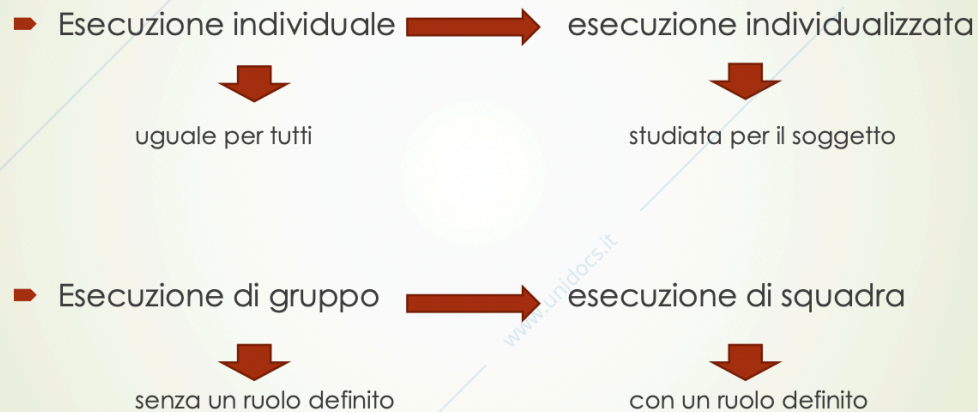 Esecuzione individuale esecuzione individualizzata
uguale per tutti studiata per il soggetto
www.unidocs.it
Esecuzione di gruppo esecuzione di squadra
senza un ruolo definito con un ruolo definito